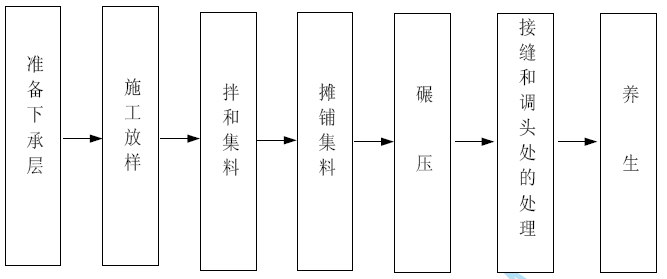 准备下承层
施工放样
拌和集料
摊铺集料
碾压
接缝和调头处的处理
养生